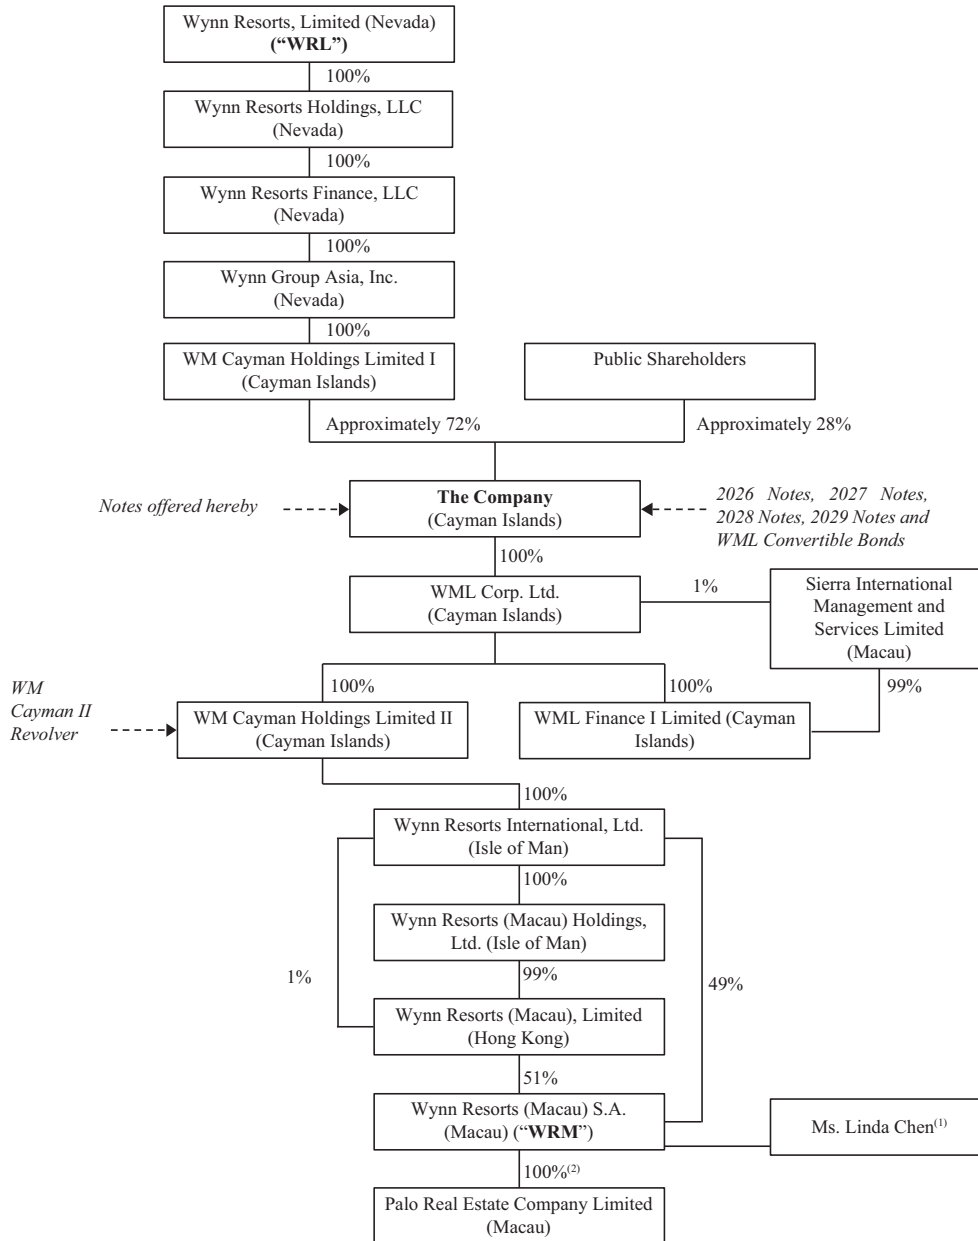 Wynn Resorts, Limited (Nevada)
(“WRL”)
100%
Wynn Resorts Holdings, LLC
(Nevada)
100%
Wynn Resorts Finance, LLC
(Nevada)
100%
Wynn Group Asia, Inc.
(Nevada)
100%
WM Cayman Holdings Limited I
(Cayman Islands)
Public Shareholders
Approximately 72%
Approximately 28%
Notes offered hereby
The Company
(Cayman Islands)
2026 Notes, 2027 Notes,
2028 Notes, 2029 Notes and
WML Convertible Bonds
100%
WML Corp. Ltd.
(Cayman Islands)
1%
Sierra International
Management and
Services Limited
(Macau)
99%
100%
100%
WM
Cayman II
Revolver
WM Cayman Holdings Limited II
(Cayman Islands)
WML Finance I Limited (Cayman
Islands)
100%
Wynn Resorts International, Ltd.
(Isle of Man)
100%
Wynn Resorts (Macau) Holdings,
Ltd. (Isle of Man)
1%
99%
49%
Wynn Resorts (Macau), Limited
(Hong Kong)
51%
Wynn Resorts (Macau) S.A.
(Macau) (“WRM”)
Ms. Linda Chen(1)
100%(2)
Palo Real Estate Company Limited
(Macau)